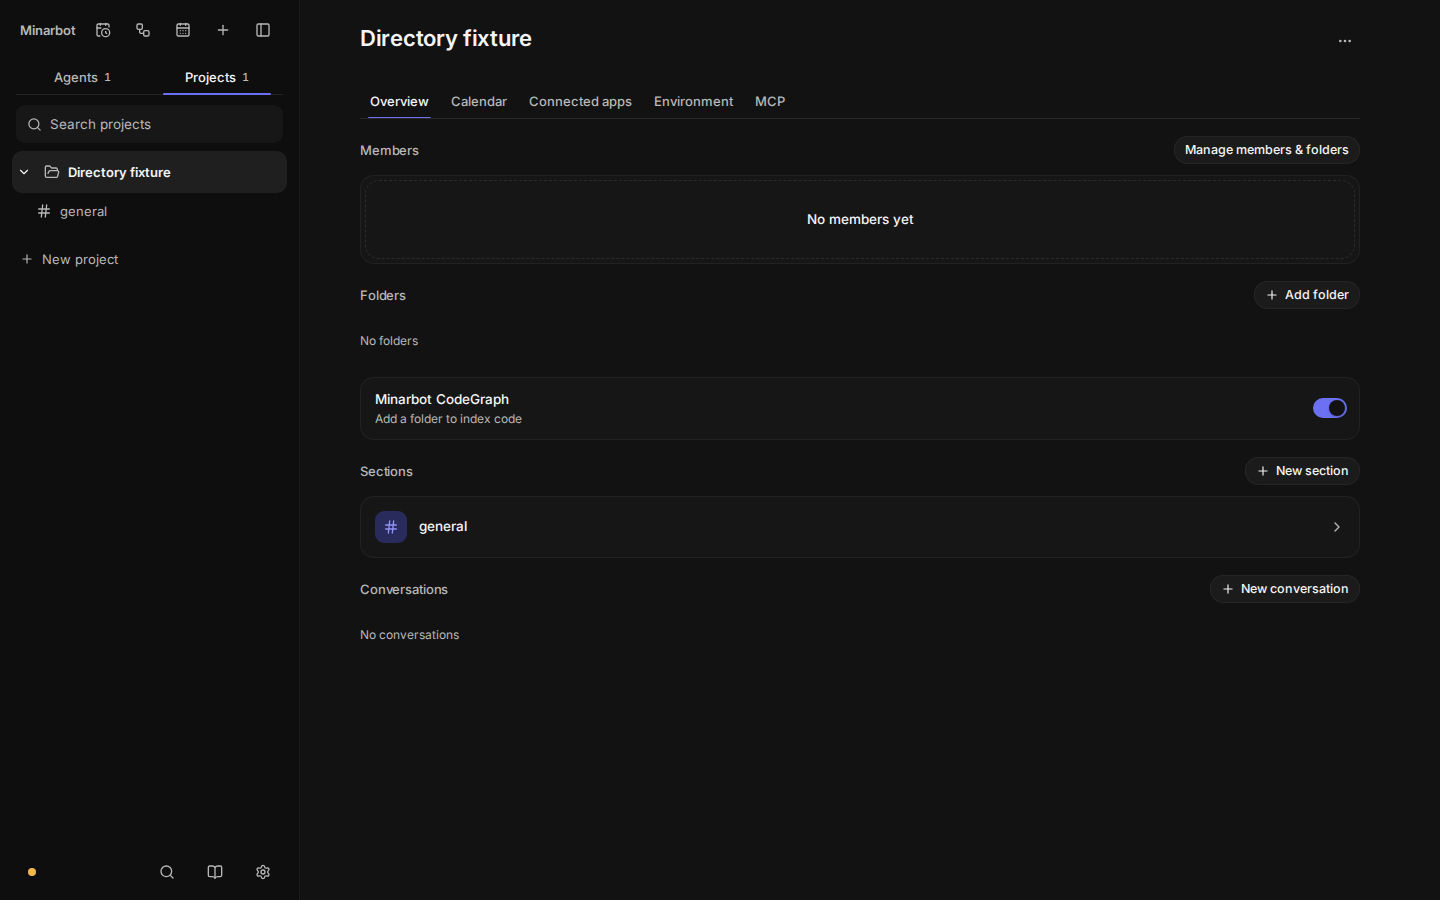 Minarbot
Agents 1
Projects 1
Search projects
Directory fixture
general
New project
Directory fixture
Overview
Calendar
Connected apps
Environment
MCP
Members
Manage members & folders
No members yet
Folders
Add folder
No folders
Minarbot CodeGraph
Add a folder to index code
Sections
New section
general
Conversations
New conversation
No conversations